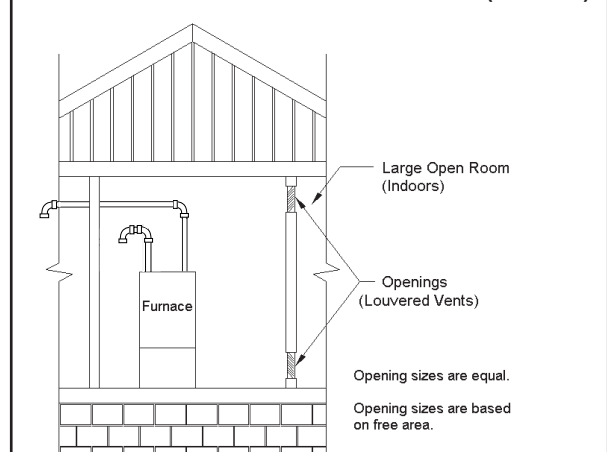 Large Open Room
(Indoors)
Furnace
Openings
(Louvered Vents)
Opening sizes are equal.
Opening sizes are based
on free area.